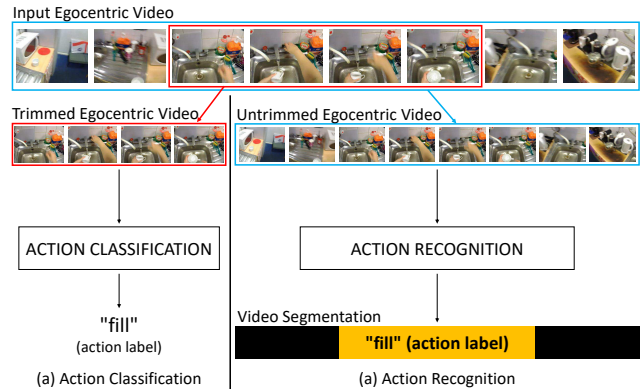 Input Egocentric Video
Trimmed Egocentric Video
Untrimmed Egocentric Video
ACTION CLASSIFICATION
ACTION RECOGNITION
"fill"
(action label)
Video Segmentation
"fill" (action label)
(a) Action Classification
(a) Action Recognition